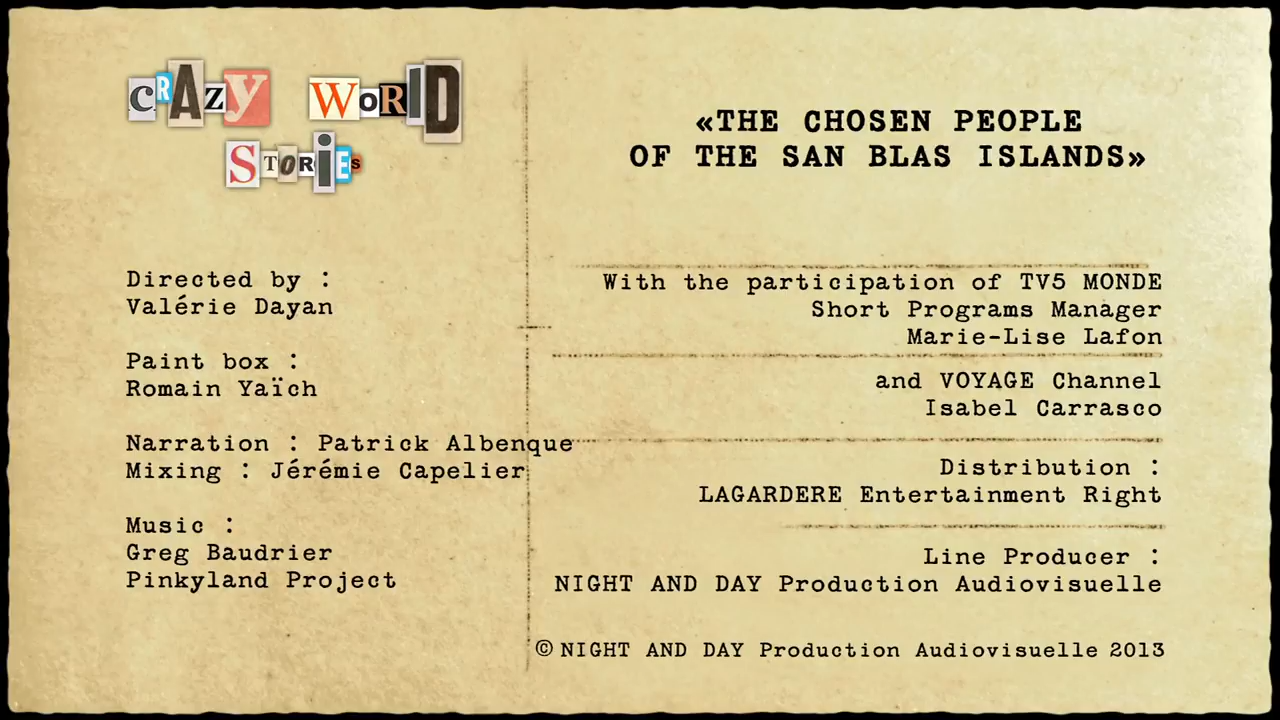 CRAZY WORlD
StORiEs
Directed by :
Valérie Dayan
Paint box :
Romain Yaïch
Narration : Patrick Albenque
Mixing : Jérémie Capelier
Music :
Greg Baudrier
Pinkyland Project
«THE CHOSEN PEOPLE
OF THE SAN BLAS ISLANDS»
With the participation of TV5 MONDE
Short Programs Manager
Marie-Lise Lafon
and VOYAGE Channel
Isabel Carrasco
Distribution :
LAGARDERE Entertainment Right
Line Producer :
NIGHT AND DAY Production Audiovisuelle
© NIGHT AND DAY Production Audiovisuelle 2013